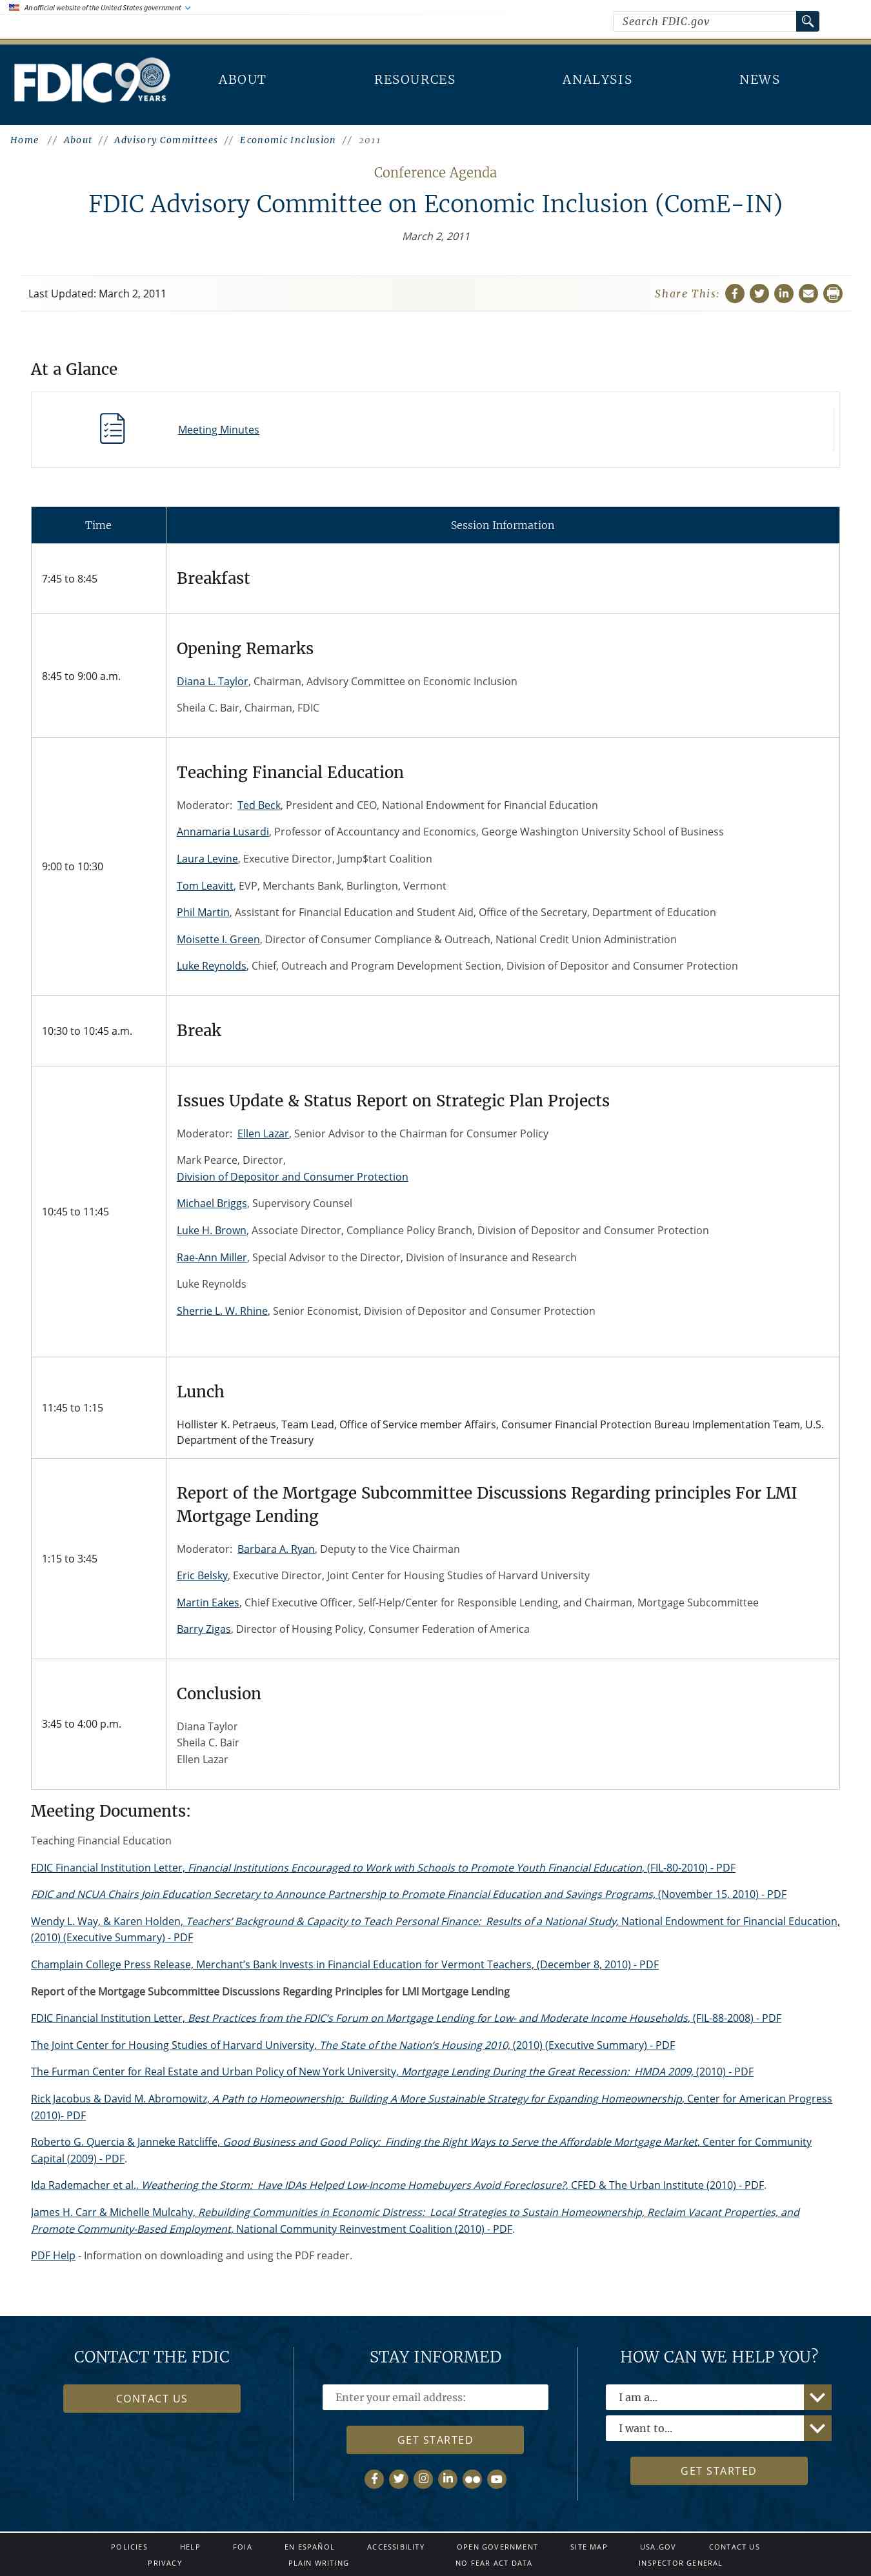 An official website of the United States government
Search FDIC.gov
FDIC 90 YEARS
ABOUT
RESOURCES
ANALYSIS
NEWS
Home // About // Advisory Committees // Economic Inclusion // 2011
Conference Agenda
FDIC Advisory Committee on Economic Inclusion (ComE-IN)
March 2, 2011
Last Updated: March 2, 2011
Share This:
At a Glance
Meeting Minutes
Time
Session Information
7:45 to 8:45
Breakfast
8:45 to 9:00 a.m.
Opening Remarks
Diana L. Taylor, Chairman, Advisory Committee on Economic Inclusion
Sheila C. Bair, Chairman, FDIC
9:00 to 10:30
Teaching Financial Education
Moderator:  Ted Beck, President and CEO, National Endowment for Financial Education
Annamaria Lusardi, Professor of Accountancy and Economics, George Washington University School of Business
Laura Levine, Executive Director, Jump$tart Coalition
Tom Leavitt, EVP, Merchants Bank, Burlington, Vermont
Phil Martin, Assistant for Financial Education and Student Aid, Office of the Secretary, Department of Education
Moisette I. Green, Director of Consumer Compliance & Outreach, National Credit Union Administration
Luke Reynolds, Chief, Outreach and Program Development Section, Division of Depositor and Consumer Protection
10:30 to 10:45 a.m.
Break
10:45 to 11:45
Issues Update & Status Report on Strategic Plan Projects
Moderator:  Ellen Lazar, Senior Advisor to the Chairman for Consumer Policy
Mark Pearce, Director,
Division of Depositor and Consumer Protection
Michael Briggs, Supervisory Counsel
Luke H. Brown, Associate Director, Compliance Policy Branch, Division of Depositor and Consumer Protection
Rae-Ann Miller, Special Advisor to the Director, Division of Insurance and Research
Luke Reynolds
Sherrie L. W. Rhine, Senior Economist, Division of Depositor and Consumer Protection
11:45 to 1:15
Lunch
Hollister K. Petraeus, Team Lead, Office of Service member Affairs, Consumer Financial Protection Bureau Implementation Team, U.S.
Department of the Treasury
1:15 to 3:45
Report of the Mortgage Subcommittee Discussions Regarding principles For LMI
Mortgage Lending
Moderator:  Barbara A. Ryan, Deputy to the Vice Chairman
Eric Belsky, Executive Director, Joint Center for Housing Studies of Harvard University
Martin Eakes, Chief Executive Officer, Self-Help/Center for Responsible Lending, and Chairman, Mortgage Subcommittee
Barry Zigas, Director of Housing Policy, Consumer Federation of America
3:45 to 4:00 p.m.
Conclusion
Diana Taylor
Sheila C. Bair
Ellen Lazar
Meeting Documents:
Teaching Financial Education
FDIC Financial Institution Letter, Financial Institutions Encouraged to Work with Schools to Promote Youth Financial Education, (FIL-80-2010) - PDF
FDIC and NCUA Chairs Join Education Secretary to Announce Partnership to Promote Financial Education and Savings Programs, (November 15, 2010) - PDF
Wendy L. Way, & Karen Holden, Teachers’ Background & Capacity to Teach Personal Finance:  Results of a National Study, National Endowment for Financial Education,
(2010) (Executive Summary) - PDF
Champlain College Press Release, Merchant’s Bank Invests in Financial Education for Vermont Teachers, (December 8, 2010) - PDF
Report of the Mortgage Subcommittee Discussions Regarding Principles for LMI Mortgage Lending
FDIC Financial Institution Letter, Best Practices from the FDIC’s Forum on Mortgage Lending for Low- and Moderate Income Households, (FIL-88-2008) - PDF
The Joint Center for Housing Studies of Harvard University, The State of the Nation’s Housing 2010, (2010) (Executive Summary) - PDF
The Furman Center for Real Estate and Urban Policy of New York University, Mortgage Lending During the Great Recession:  HMDA 2009, (2010) - PDF
Rick Jacobus & David M. Abromowitz, A Path to Homeownership:  Building A More Sustainable Strategy for Expanding Homeownership, Center for American Progress
(2010)- PDF
Roberto G. Quercia & Janneke Ratcliffe, Good Business and Good Policy:  Finding the Right Ways to Serve the Affordable Mortgage Market, Center for Community
Capital (2009) - PDF.
Ida Rademacher et al., Weathering the Storm:  Have IDAs Helped Low-Income Homebuyers Avoid Foreclosure?, CFED & The Urban Institute (2010) - PDF.
James H. Carr & Michelle Mulcahy, Rebuilding Communities in Economic Distress:  Local Strategies to Sustain Homeownership, Reclaim Vacant Properties, and
Promote Community-Based Employment, National Community Reinvestment Coalition (2010) - PDF.
PDF Help - Information on downloading and using the PDF reader.
CONTACT THE FDIC
CONTACT US
STAY INFORMED
Enter your email address:
GET STARTED
HOW CAN WE HELP YOU?
I am a...
I want to...
GET STARTED
POLICIES
HELP
FOIA
EN ESPAÑOL
ACCESSIBILITY
OPEN GOVERNMENT
SITE MAP
USA.GOV
CONTACT US
PRIVACY
PLAIN WRITING
NO FEAR ACT DATA
INSPECTOR GENERAL